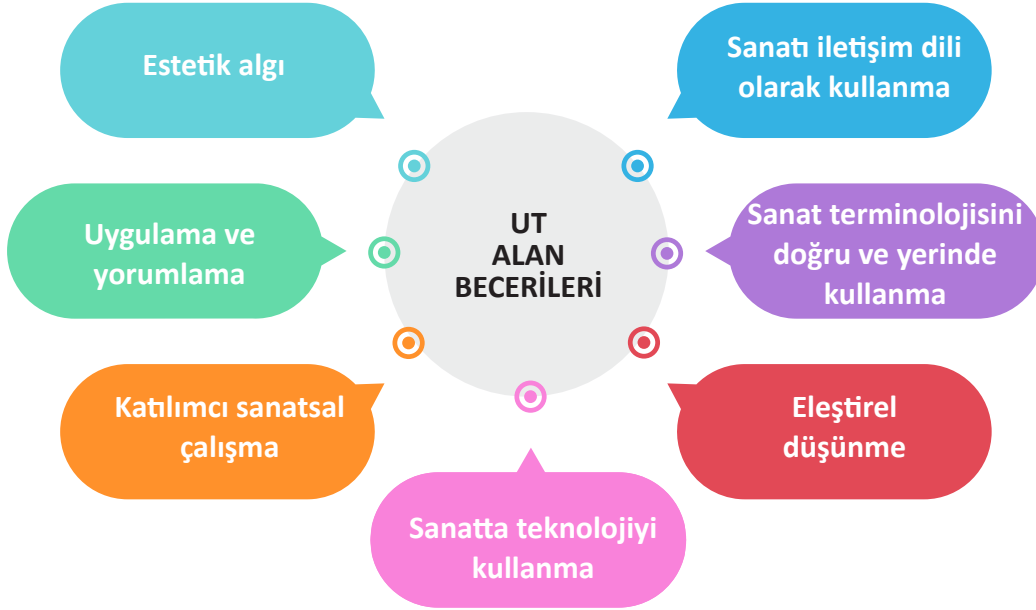 Estetik algı
Sanatı iletişim dili
olarak kullanma
Uygulama ve
yorumlama
UT
ALAN
BECERİLERİ
Sanat terminolojisini
doğru ve yerinde
kullanma
Katılımcı sanatsal
çalışma
Eleştirel
düşünme
Sanatta teknolojiyi
kullanma